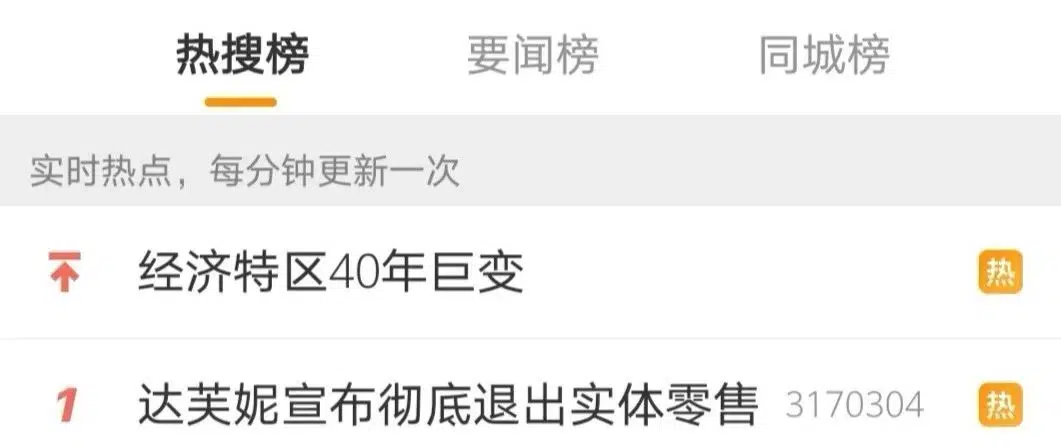 热搜榜 要闻榜 同城榜
实时热点，每分钟更新一次
经济特区40年巨变 热
1 达芙妮宣布彻底退出实体零售 3170304 热